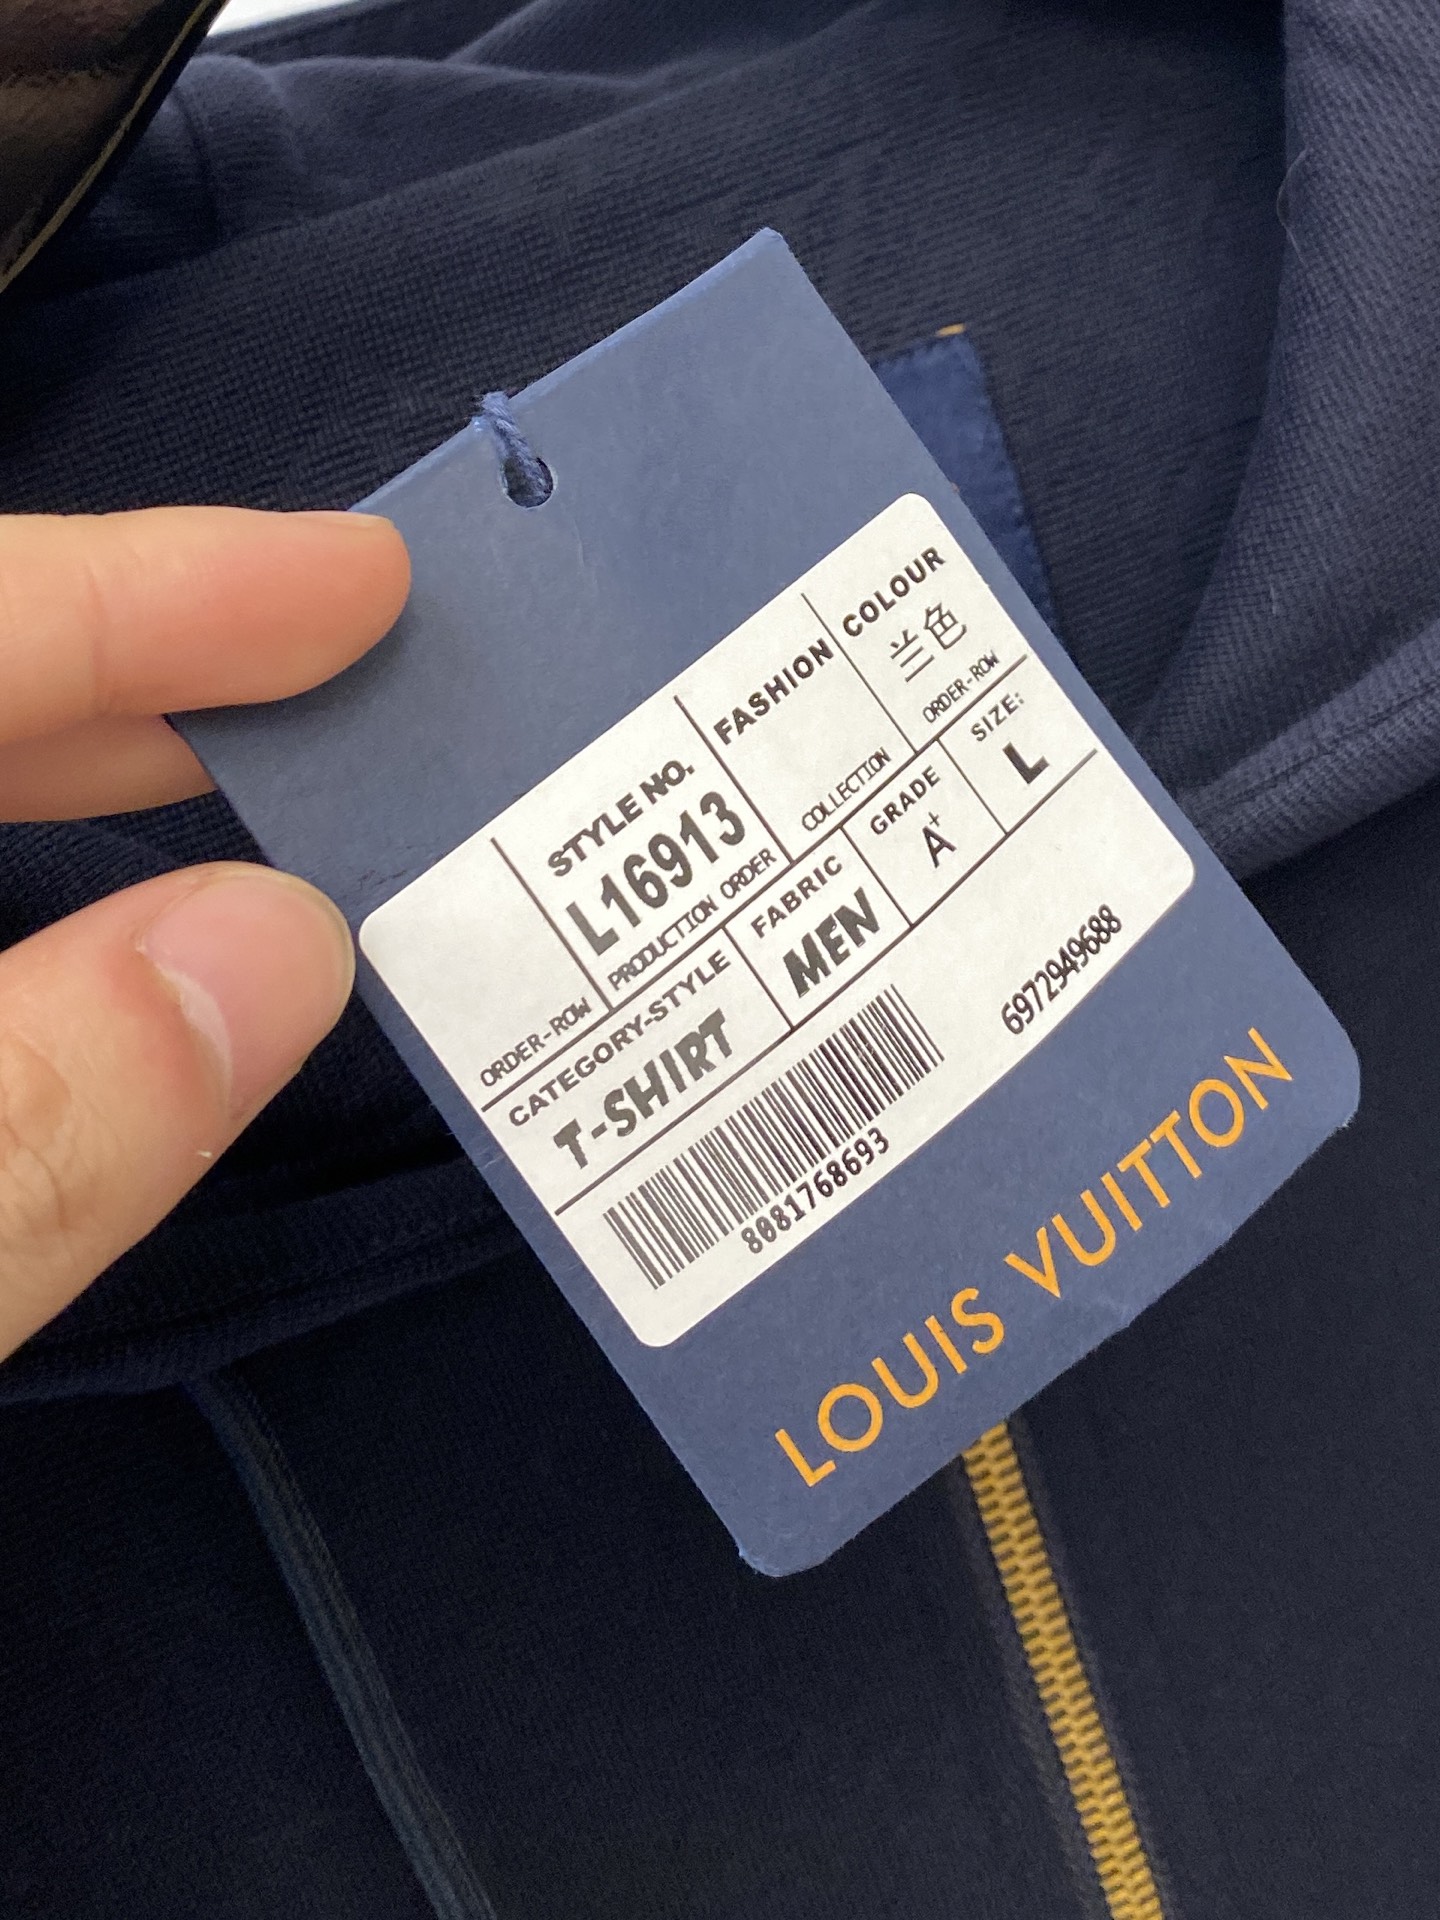 STYLE NO.
L16913
PRODUCTION ORDER
FASHION
COLLECTION
COLOUR
兰色
ORDER-ROW
ORDER-ROW
CATEGORY-STYLE
T-SHIRT
FABRIC
MEN
GRADE
A+
SIZE:
L
8081768693
6972949688
LOUIS VUITTON